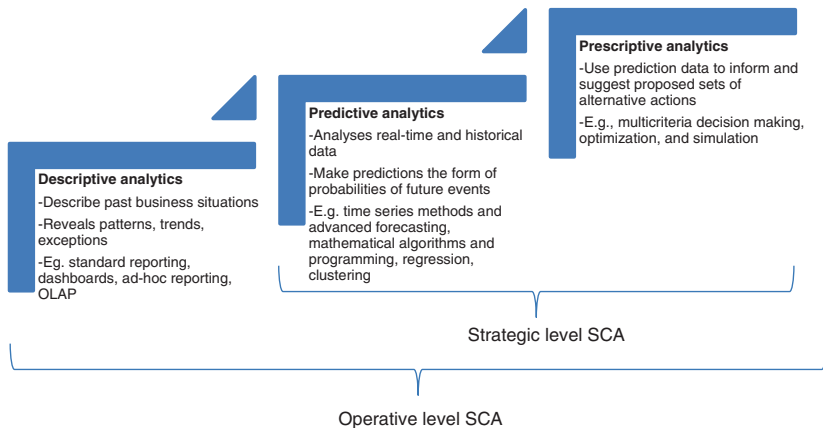 Descriptive analytics
-Describe past business situations
-Reveals patterns, trends,
exceptions
-Eg. standard reporting,
dashboards, ad-hoc reporting,
OLAP
Predictive analytics
-Analyses real-time and historical
data
-Make predictions the form of
probabilities of future events
-E.g. time series methods and
advanced forecasting,
mathematical algorithms and
programming, regression,
clustering
Prescriptive analytics
-Use prediction data to inform and
suggest proposed sets of
alternative actions
-E.g., multicriteria decision making,
optimization, and simulation
Strategic level SCA
Operative level SCA